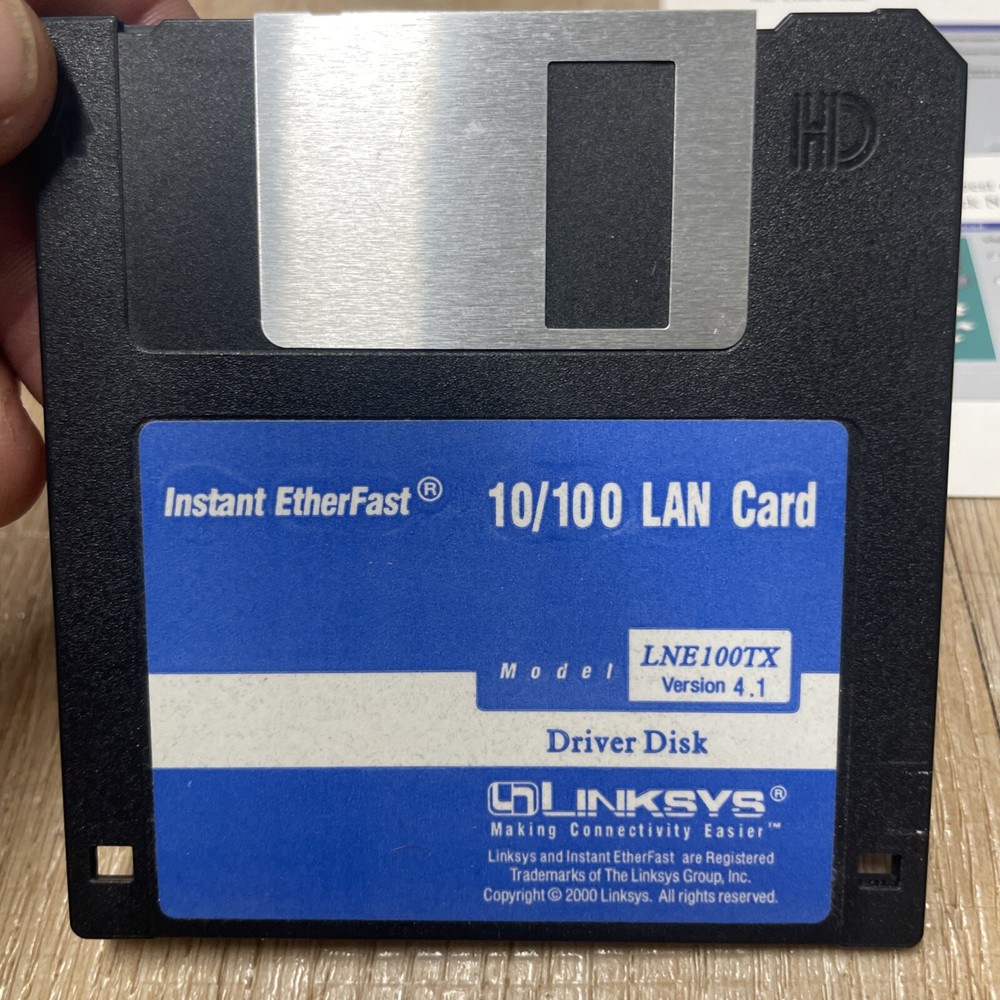 HD
Instant EtherFast® 10/100 LAN Card
Model LNE100TX
Version 4.1
Driver Disk
LINKSYS®
Making Connectivity Easier™
Linksys and Instant EtherFast are Registered
Trademarks of The Linksys Group, Inc.
Copyright © 2000 Linksys. All rights reserved.